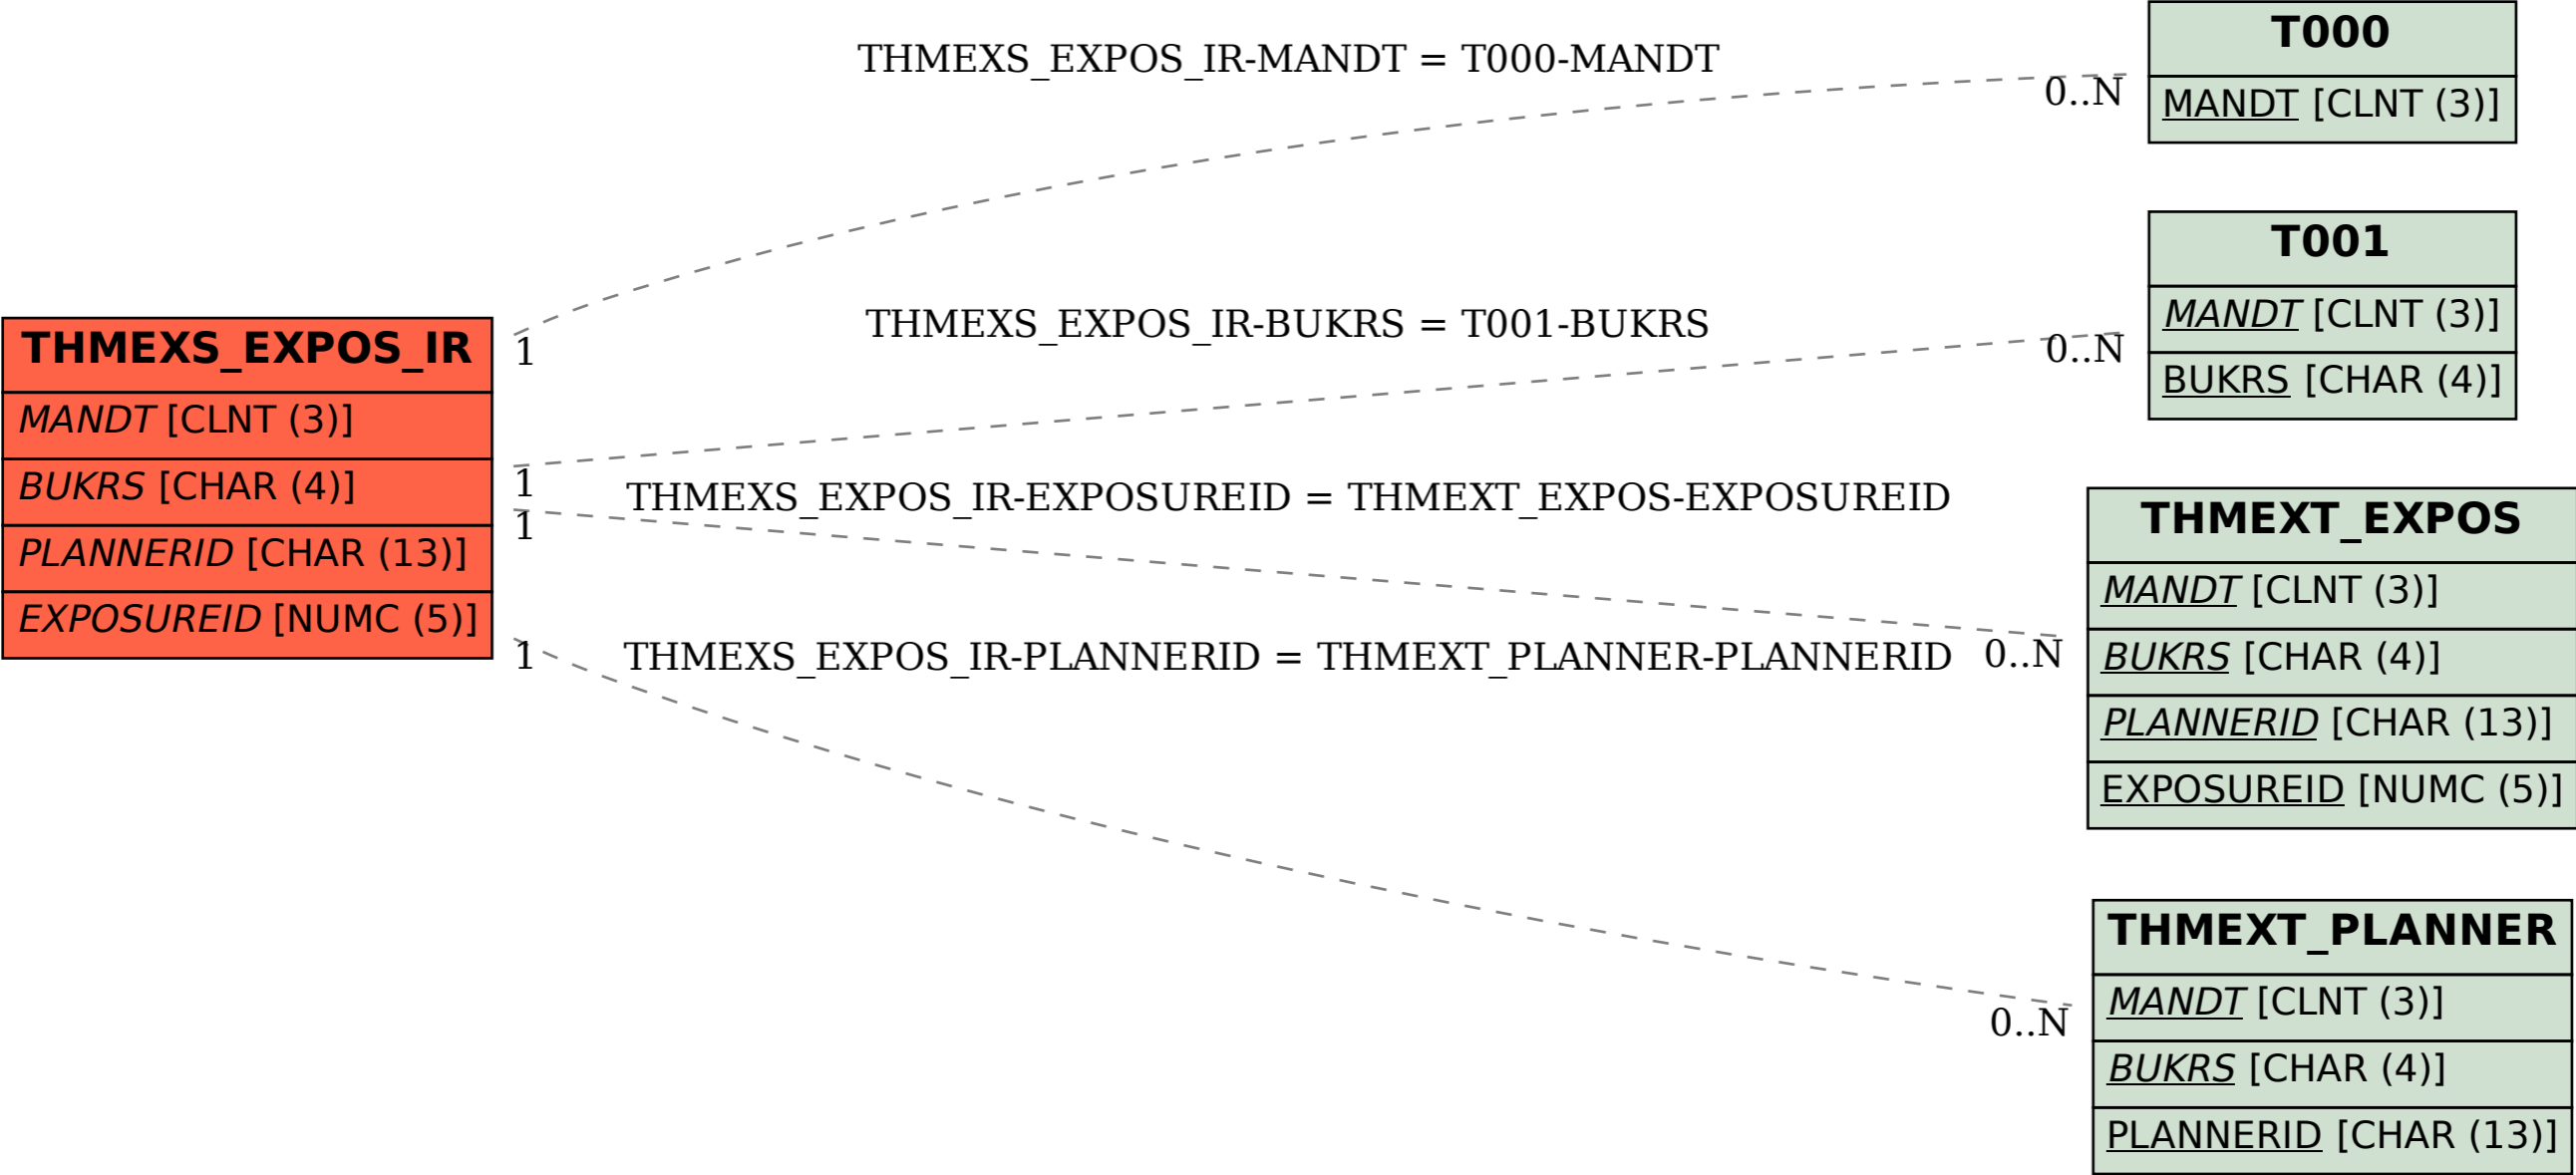 T000
THMEXS_EXPOS_IR-MANDT = T000-MANDT
0..N
MANDT [CLNT (3)]
T001
THMEXS_EXPOS_IR-BUKRS = T001-BUKRS
MANDT [CLNT (3)]
0..N
BUKRS [CHAR (4)]
THMEXS_EXPOS_IR
1
MANDT [CLNT (3)]
BUKRS [CHAR (4)]
1
PLANNERID [CHAR (13)]
EXPOSUREID [NUMC (5)]
THMEXS_EXPOS_IR-EXPOSUREID = THMEXT_EXPOS-EXPOSUREID
1
THMEXT_EXPOS
MANDT [CLNT (3)]
BUKRS [CHAR (4)]
PLANNERID [CHAR (13)]
EXPOSUREID [NUMC (5)]
1
THMEXS_EXPOS_IR-PLANNERID = THMEXT_PLANNER-PLANNERID
0..N
THMEXT_PLANNER
MANDT [CLNT (3)]
0..N
BUKRS [CHAR (4)]
PLANNERID [CHAR (13)]